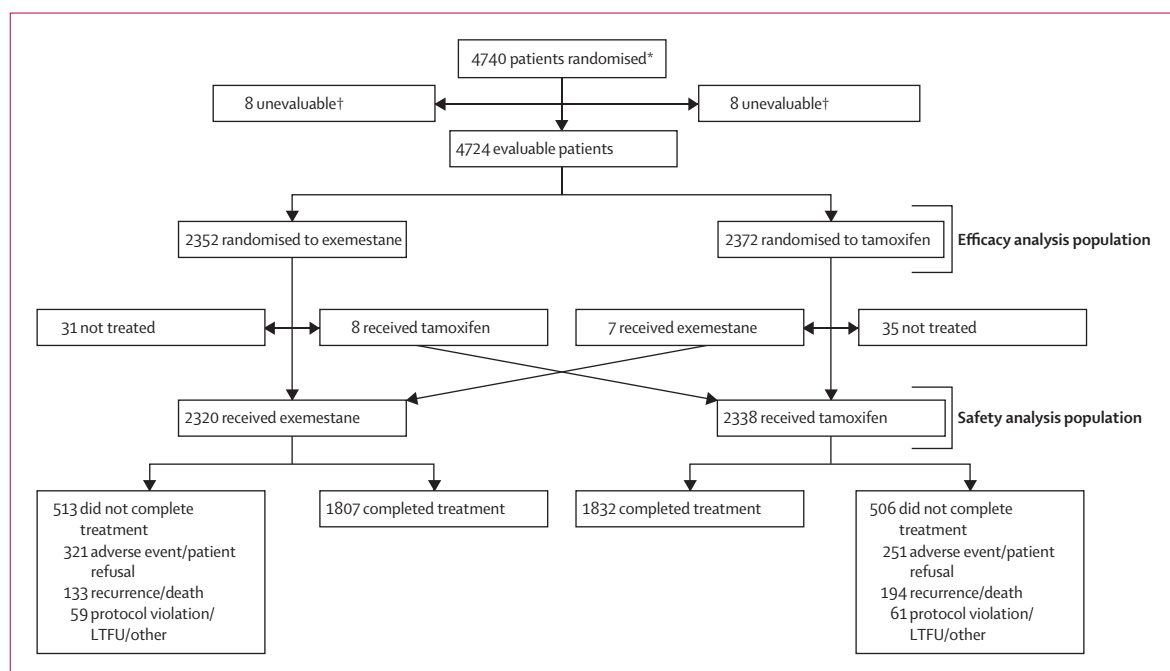 4740 patients randomised*
8 unevaluable†
8 unevaluable†
4724 evaluable patients
2352 randomised to exemestane
2372 randomised to tamoxifen
Efficacy analysis population
31 not treated
8 received tamoxifen
7 received exemestane
35 not treated
2320 received exemestane
2338 received tamoxifen
Safety analysis population
513 did not complete
treatment
321 adverse event/patient
refusal
133 recurrence/death
59 protocol violation/
LTFU/other
1807 completed treatment
1832 completed treatment
506 did not complete
treatment
251 adverse event/patient
refusal
194 recurrence/death
61 protocol violation/
LTFU/other